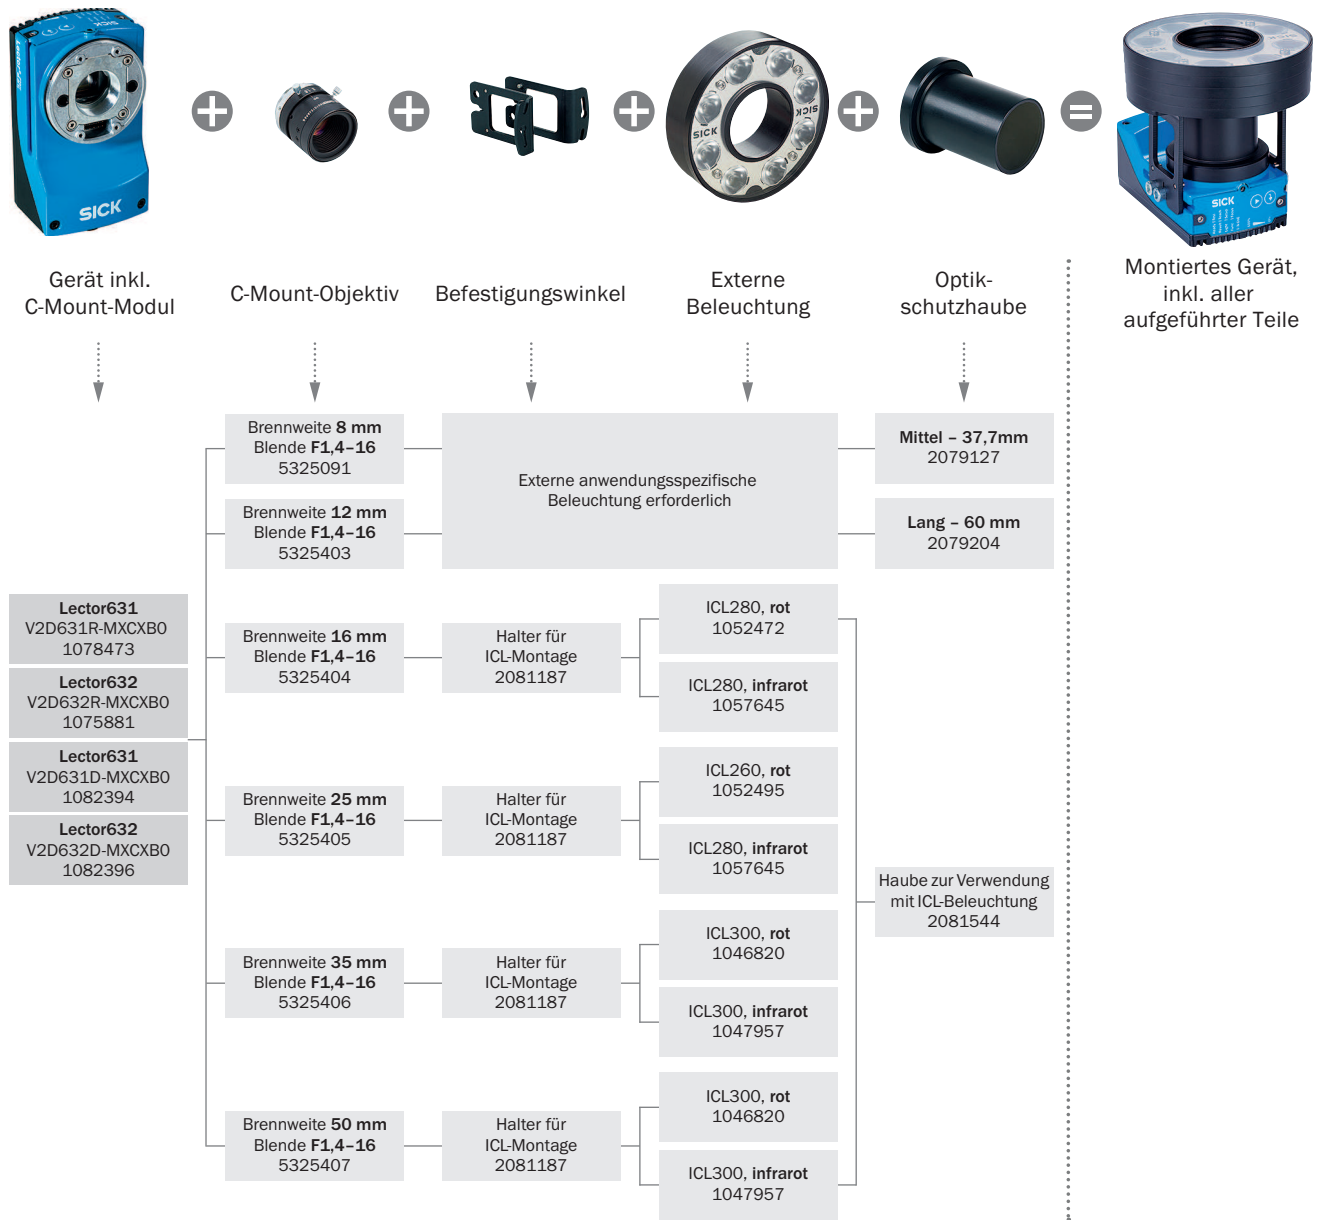 SICK
SICK
SICK
SICK
Gerät inkl.
C-Mount-Modul
C-Mount-Objektiv
Befestigungswinkel
Externe
Beleuchtung
Optik-
schutzhaube
Montiertes Gerät,
inkl. aller
aufgeführter Teile
Brennweite 8 mm
Blende F1,4–16
5325091
Brennweite 12 mm
Blende F1,4–16
5325403
Externe anwendungsspezifische
Beleuchtung erforderlich
Mittel – 37,7mm
2079127
Lang – 60 mm
2079204
Lector631
V2D631R-MXCXB0
1078473
Lector632
V2D632R-MXCXB0
1075881
Lector631
V2D631D-MXCXB0
1082394
Lector632
V2D632D-MXCXB0
1082396
Brennweite 16 mm
Blende F1,4–16
5325404
Halter für
ICL-Montage
2081187
ICL280, rot
1052472
ICL280, infrarot
1057645
Brennweite 25 mm
Blende F1,4–16
5325405
Halter für
ICL-Montage
2081187
ICL260, rot
1052495
ICL280, infrarot
1057645
Haube zur Verwendung
mit ICL-Beleuchtung
2081544
Brennweite 35 mm
Blende F1,4–16
5325406
Halter für
ICL-Montage
2081187
ICL300, rot
1046820
ICL300, infrarot
1047957
Brennweite 50 mm
Blende F1,4–16
5325407
Halter für
ICL-Montage
2081187
ICL300, rot
1046820
ICL300, infrarot
1047957